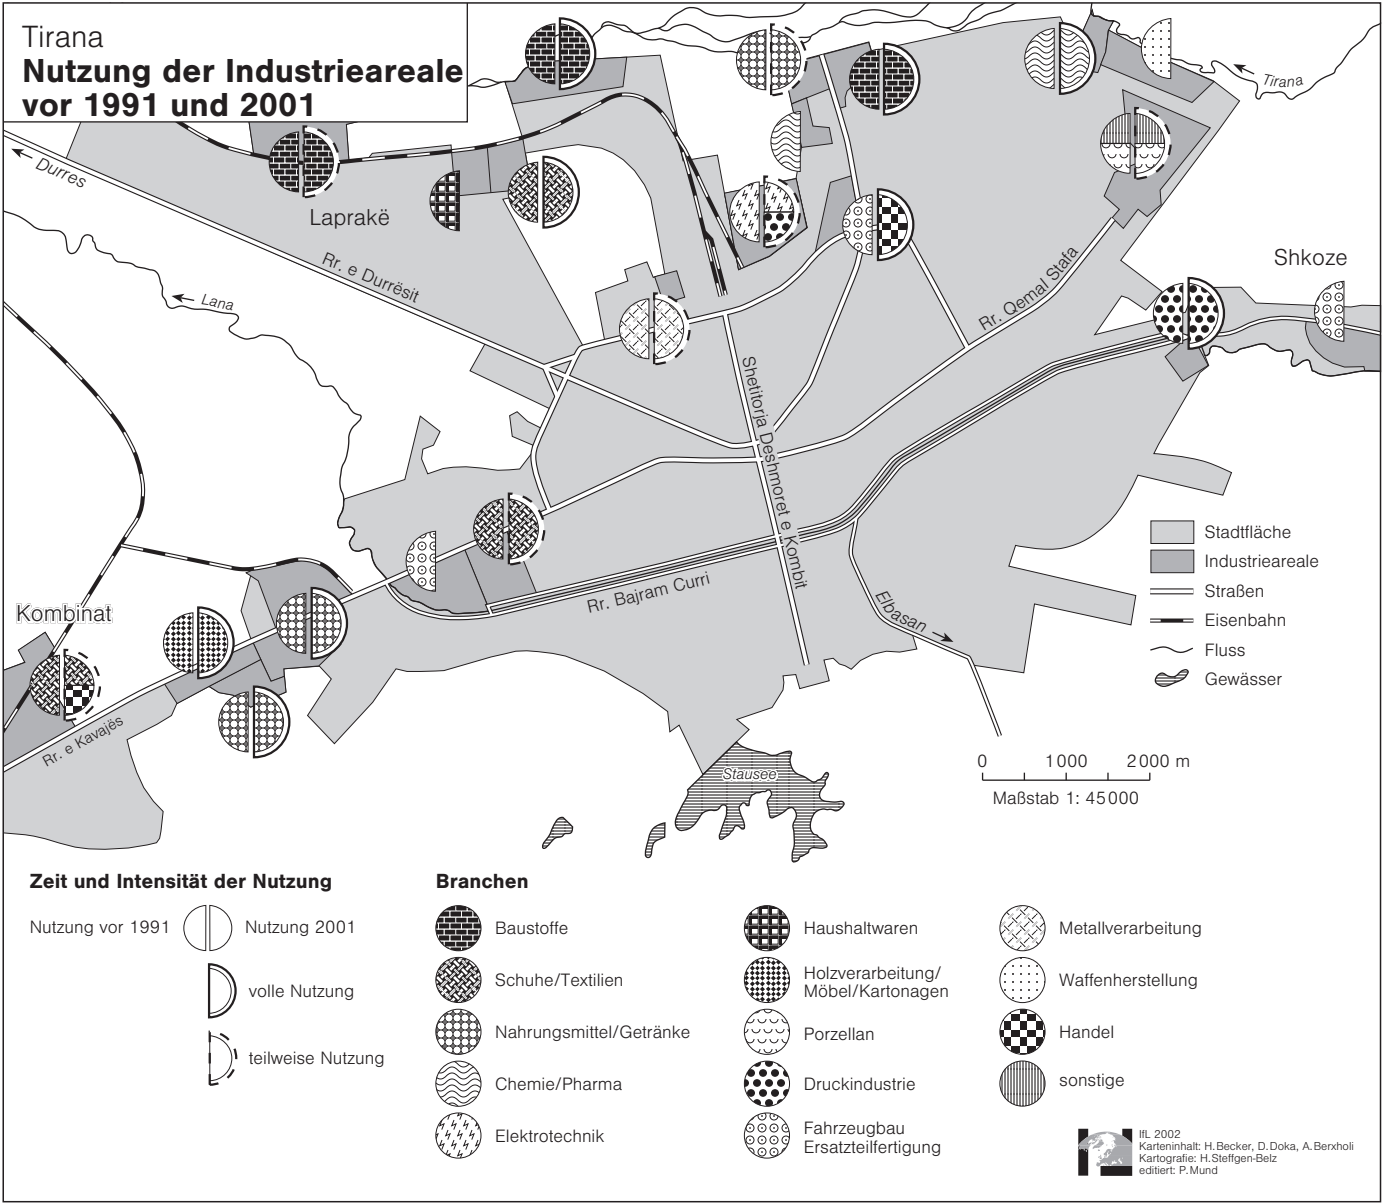 Tirana
Nutzung der Industrieareale
vor 1991 und 2001
Tirana
Durres
Laprakë
Rr. e Durrësit
Lana
Rr. Qemal Stafa
Shkoze
Shetitorja Deshmoret e Kombit
Stadtfläche
Industrieareale
Straßen
Eisenbahn
Fluss
Gewässer
Kombinat
Rr. Bajram Curri
Elbasan
Rr. e Kavajës
Stausee
0 1000 2000 m
Maßstab 1: 45000
Zeit und Intensität der Nutzung
Nutzung vor 1991
Nutzung 2001
volle Nutzung
teilweise Nutzung
Branchen
Baustoffe
Schuhe/Textilien
Nahrungsmittel/Getränke
Chemie/Pharma
Elektrotechnik
Haushaltwaren
Holzverarbeitung/
Möbel/Kartonagen
Porzellan
Druckindustrie
Fahrzeugbau
Ersatzteilfertigung
Metallverarbeitung
Waffenherstellung
Handel
sonstige
IfL 2002
Karteninhalt: H.Becker, D.Doka, A.Berxholi
Kartografie: H.Steffgen-Belz
editiert: P.Mund